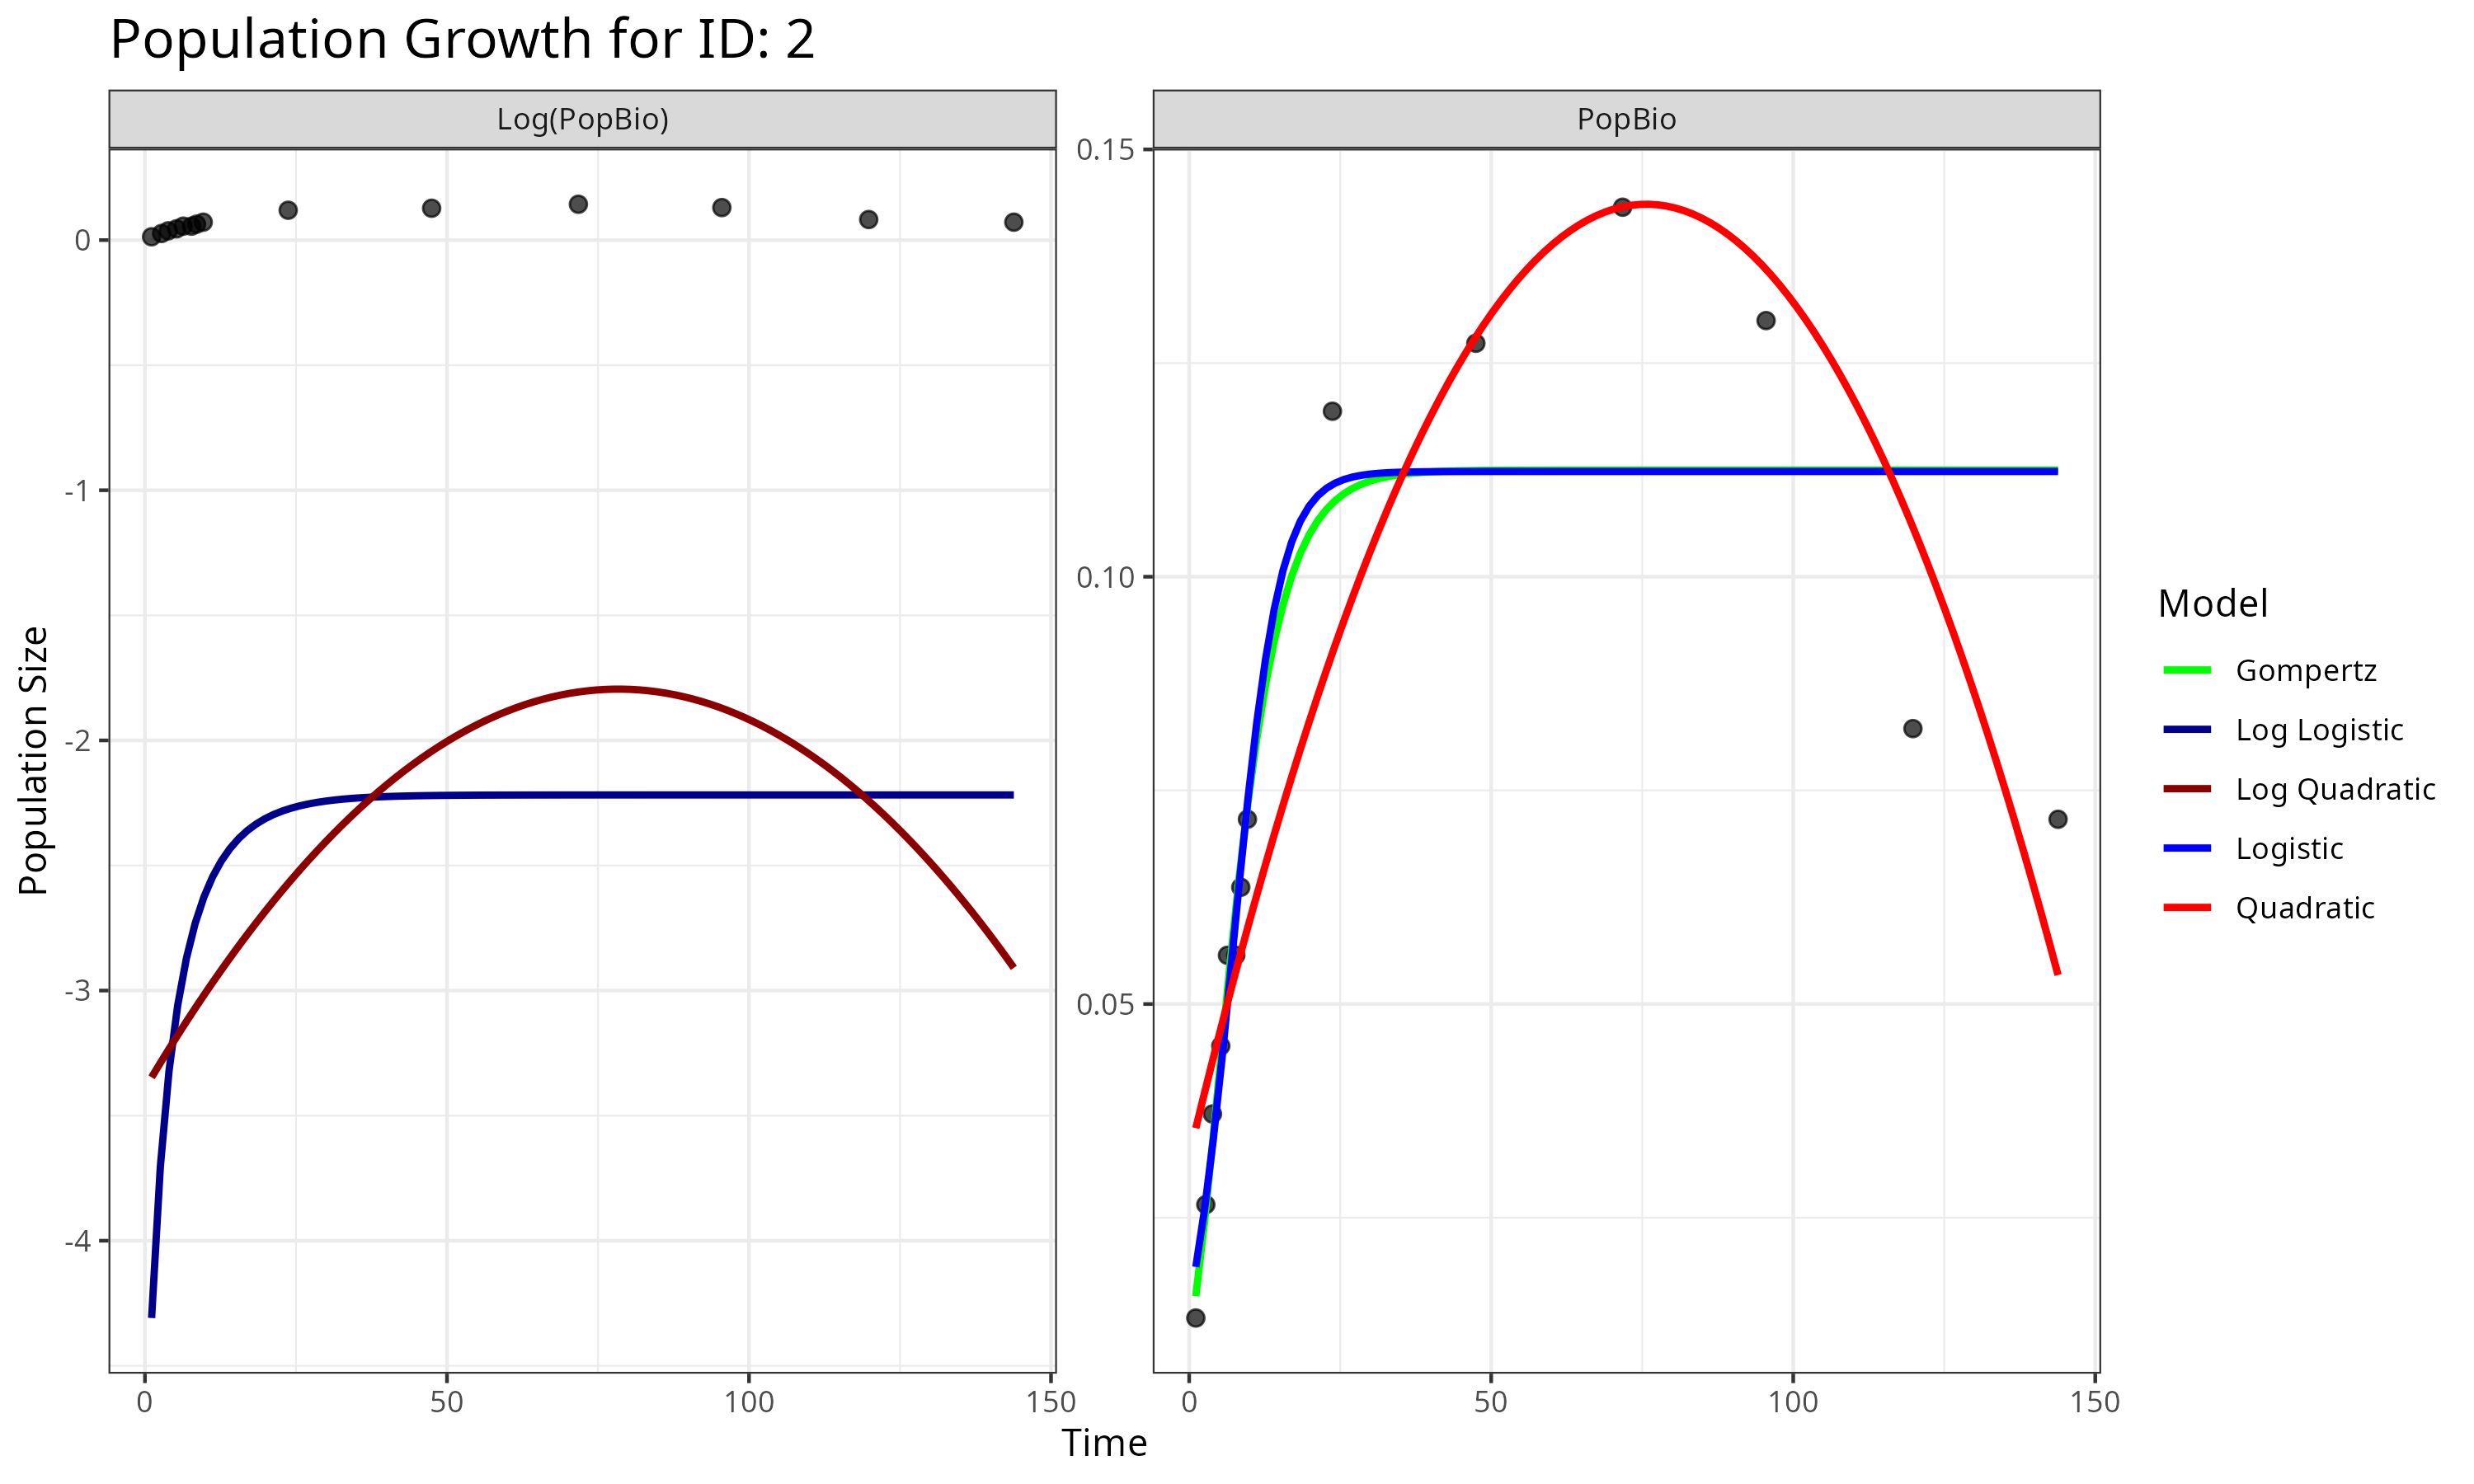 Population Growth for ID: 2
Log(PopBio)
PopBio
Population Size
0
-1
-2
-3
-4
0.15
0.10
0.05
0 50 100 150
0 50 100 150
Time
Model
Gompertz
Log Logistic
Log Quadratic
Logistic
Quadratic